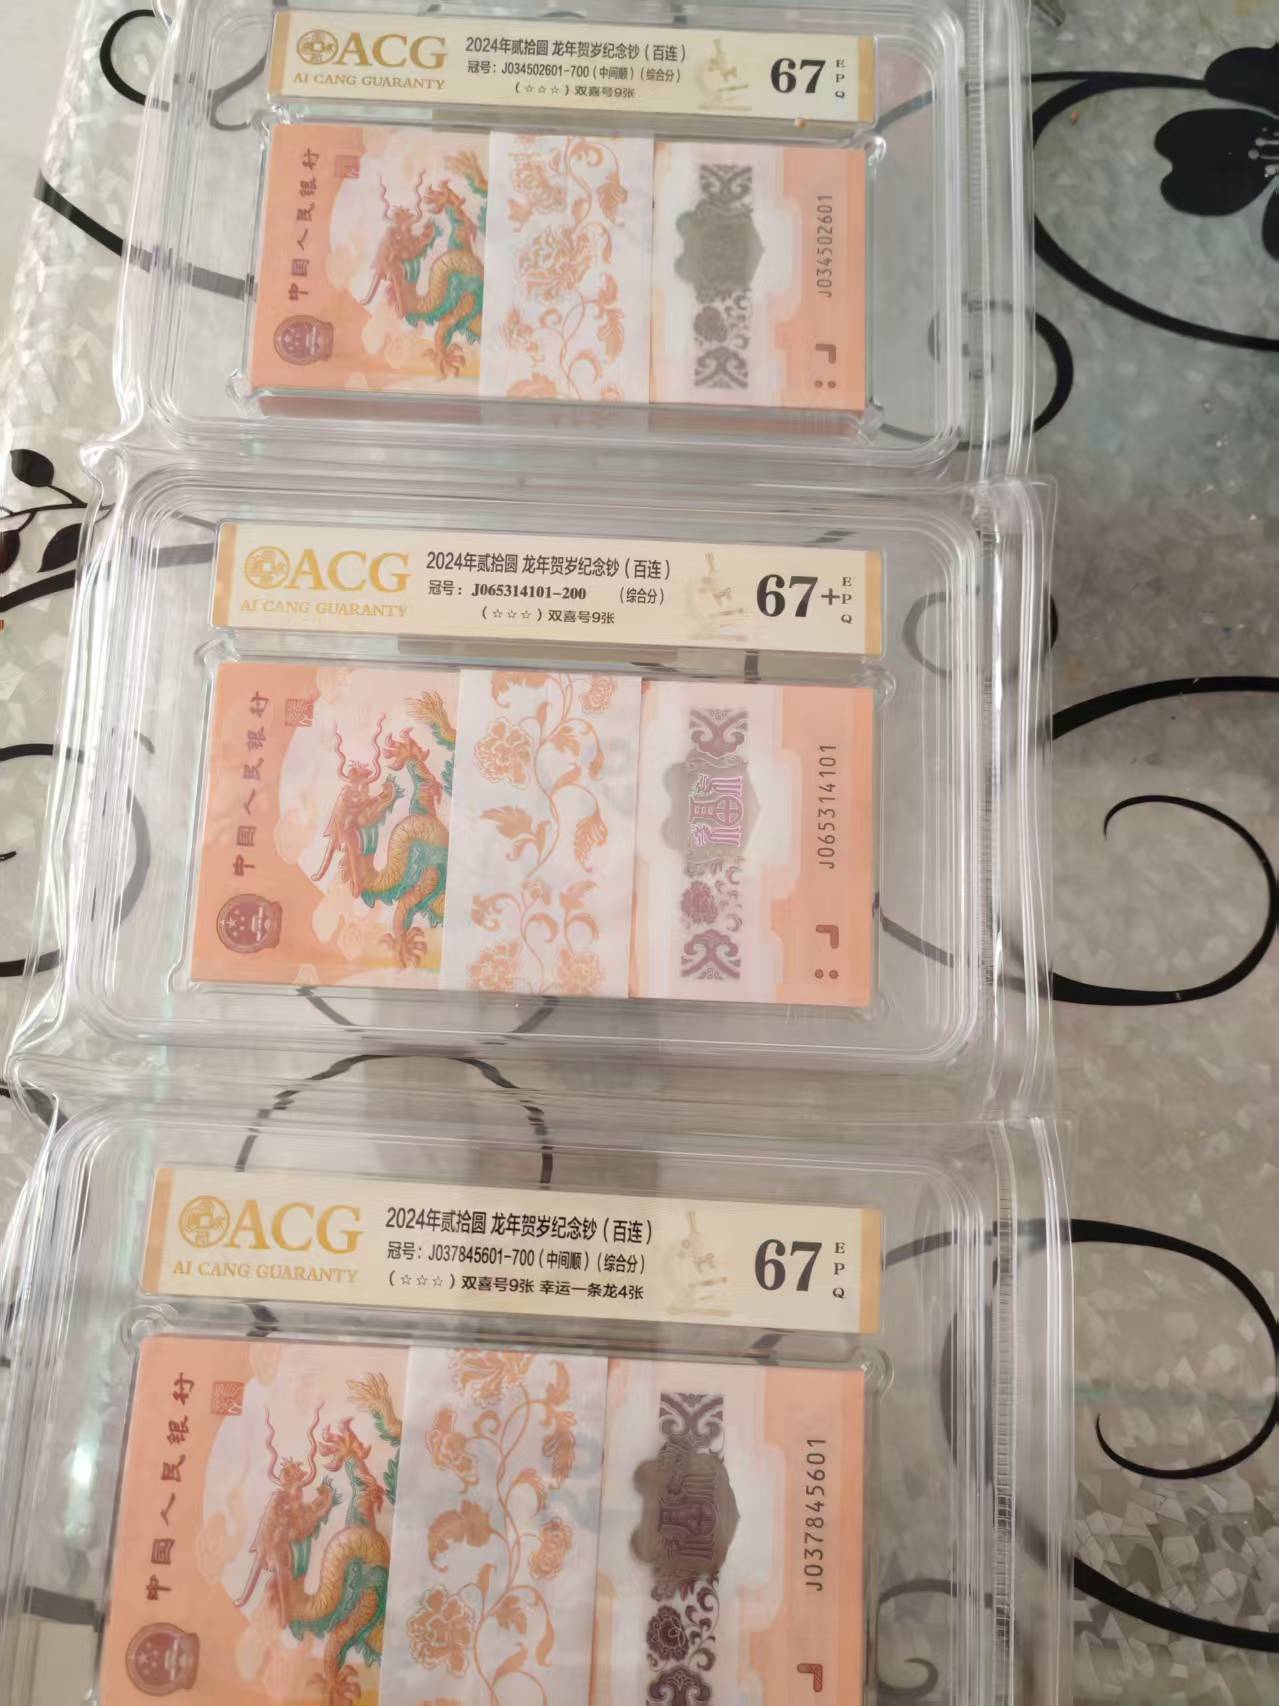 ACG
AI CANG GUARANTY
2024年贰拾圆 龙年贺岁纪念钞（百连）
冠号：J034502601-700（中间顺）（综合分）
（☆☆☆）双喜号9张
67 EPQ
中国人民银行
J034502601
ACG
AI CANG GUARANTY
2024年贰拾圆 龙年贺岁纪念钞（百连）
冠号：J065314101-200 （综合分）
（☆☆☆）双喜号9张
67+ EPQ
中国人民银行
福
J065314101
ACG
AI CANG GUARANTY
2024年贰拾圆 龙年贺岁纪念钞（百连）
冠号：J037845601-700（中间顺）（综合分）
（☆☆☆）双喜号9张 幸运一条龙4张
67 EPQ
中国人民银行
福
J037845601